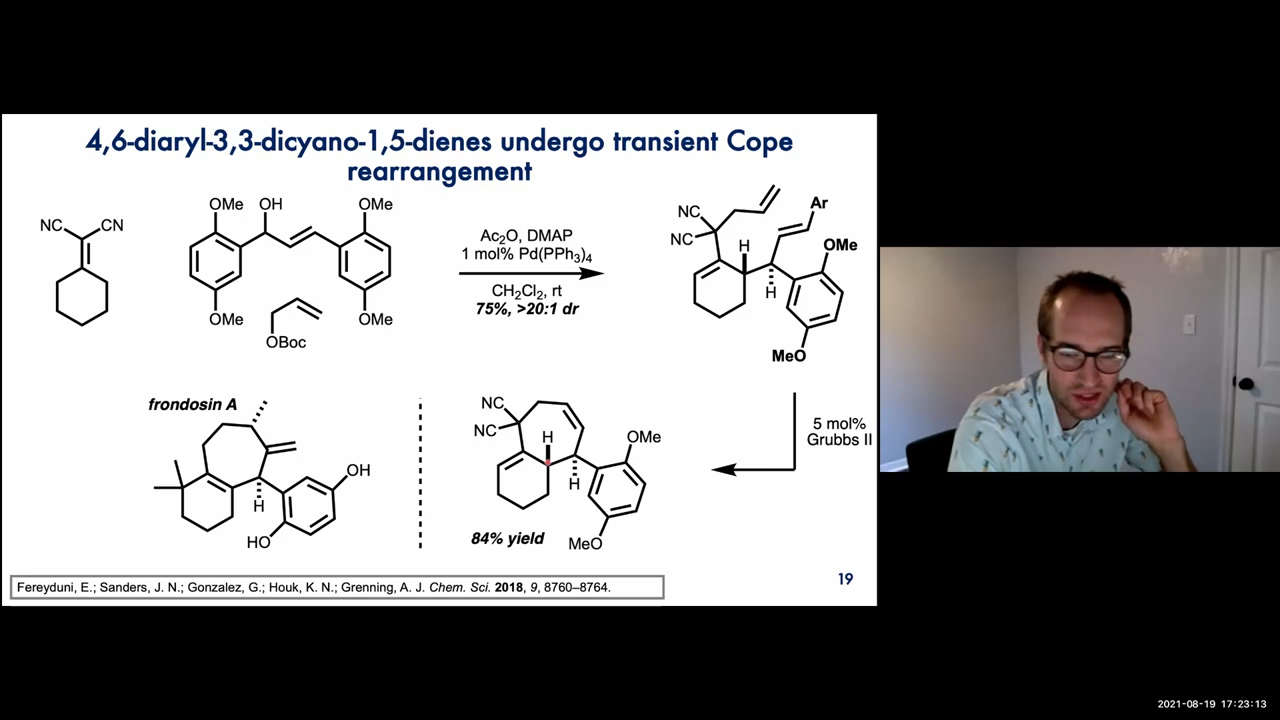 4,6-diaryl-3,3-dicyano-1,5-dienes undergo transient Cope
rearrangement
NC CN
OMe OH OMe
OMe OMe
OBoc
Ac₂O, DMAP
1 mol% Pd(PPh₃)₄
CH₂Cl₂, rt
75%, >20:1 dr
NC
NC
H
Ar
OMe
H
MeO
5 mol%
Grubbs II
frondosin A
OH
H
HO
NC
NC
H
OMe
H
MeO
84% yield
19
Fereyduni, E.; Sanders, J. N.; Gonzalez, G.; Houk, K. N.; Grenning, A. J. Chem. Sci. 2018, 9, 8760–8764.
2021-08-19 17:23:13